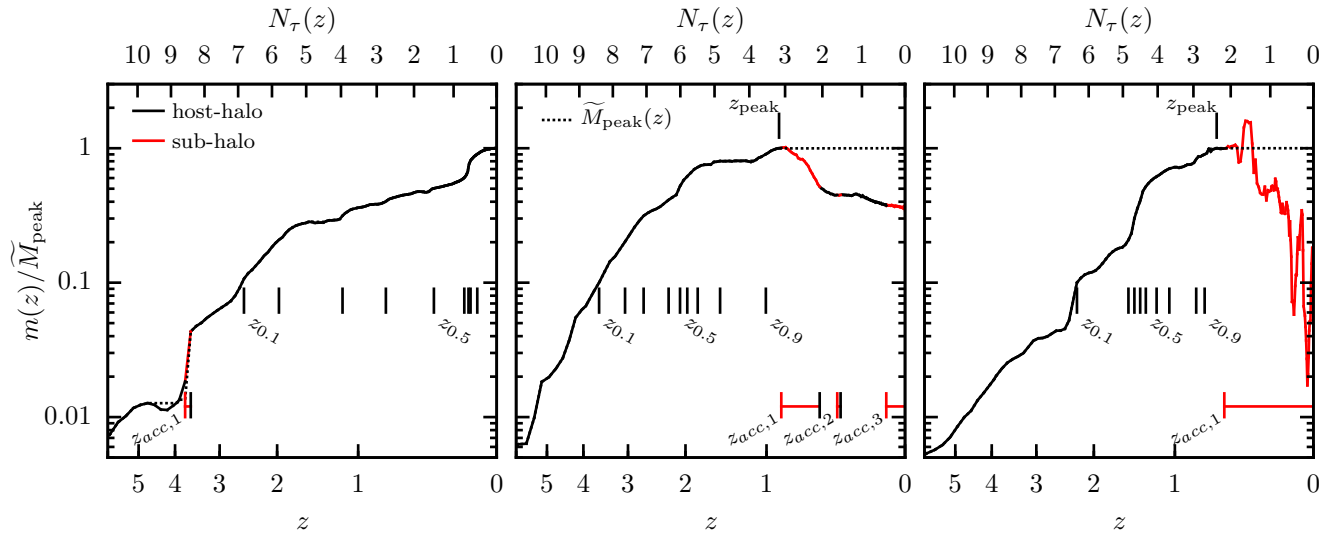 N_τ(z) N_τ(z) N_τ(z)
10 9 8 7 6 5 4 3 2 1 0 10 9 8 7 6 5 4 3 2 1 0 10 9 8 7 6 5 4 3 2 1 0
host-halo
sub-halo
M̃_peak(z)
z_peak
z_peak
1
0.1
0.01
m(z)/M̃_peak
z_0.1 z_0.5 z_0.1 z_0.5 z_0.9 z_0.1 z_0.5 z_0.9
z_acc,1 z_acc,1 z_acc,2 z_acc,3 z_acc,1
5 4 3 2 1 0 5 4 3 2 1 0 5 4 3 2 1 0
z z z